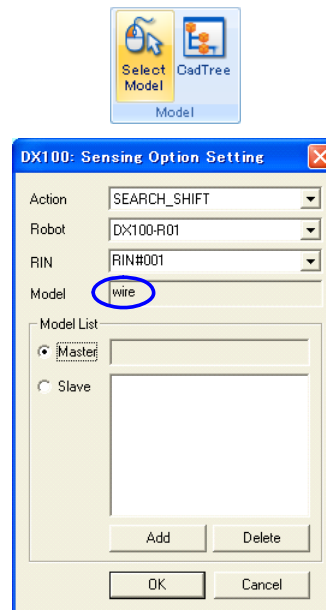 Select Model CadTree
Model
DX100: Sensing Option Setting
Action SEARCH_SHIFT
Robot DX100-R01
RIN RIN#001
Model wire
Model List
Master
Slave
Add Delete
OK Cancel